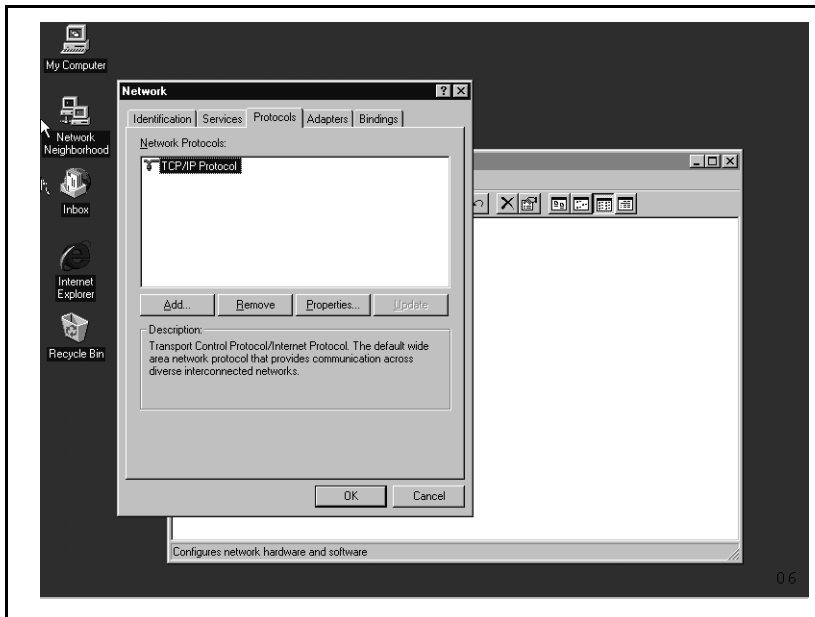 My Computer
Network
Neighborhood
Inbox
Internet
Explorer
Recycle Bin
Network
Identification Services Protocols Adapters Bindings
Network Protocols:
TCP/IP Protocol
Add... Remove Properties... Update
Description:
Transport Control Protocol/Internet Protocol. The default wide
area network protocol that provides communication across
diverse interconnected networks.
OK Cancel
Configures network hardware and software
06